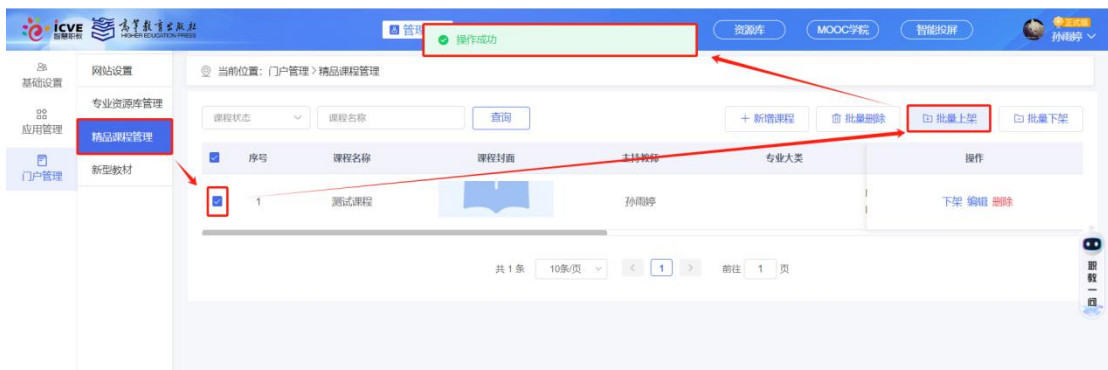 icve 智慧职教 高等教育出版社 HIGHER EDUCATION PRESS
管理
操作成功
资源库 MOOC学院 智能投屏
正式版
孙雨婷
基础设置
应用管理
门户管理
网站设置
专业资源库管理
精品课程管理
新型教材
当前位置：门户管理>精品课程管理
课程状态 课程名称 查询 + 新增课程 批量删除 批量上架 批量下架
序号 课程名称 课程封面 主持教师 专业大类 操作
1 测试课程 孙雨婷 下架 编辑 删除
共 1 条 10条/页 < 1 > 前往 1 页
职教一问